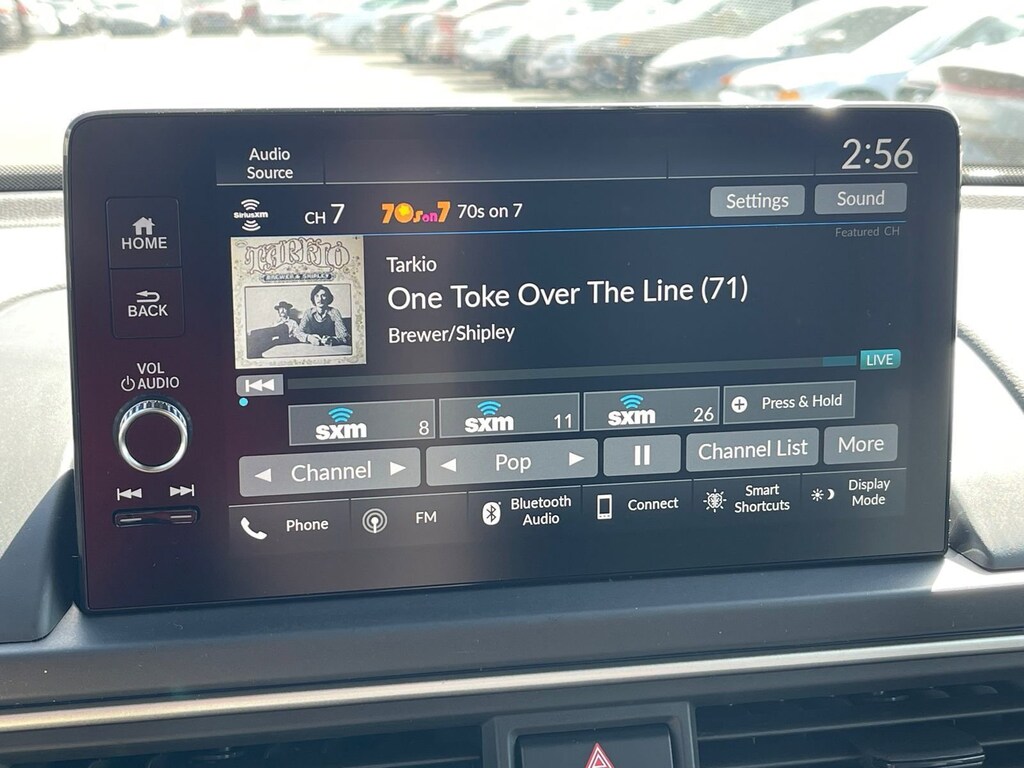 Audio
Source
2:56
SiriusXM
CH 7
70s on 7
70s on 7
Settings
Sound
Featured CH
HOME
BACK
TARKIO
BREWER & SHIPLEY
Tarkio
One Toke Over The Line (71)
Brewer/Shipley
LIVE
VOL
AUDIO
sxm 8
sxm 11
sxm 26
Press & Hold
Channel
Pop
Channel List
More
Phone
FM
Bluetooth
Audio
Connect
Smart
Shortcuts
Display
Mode